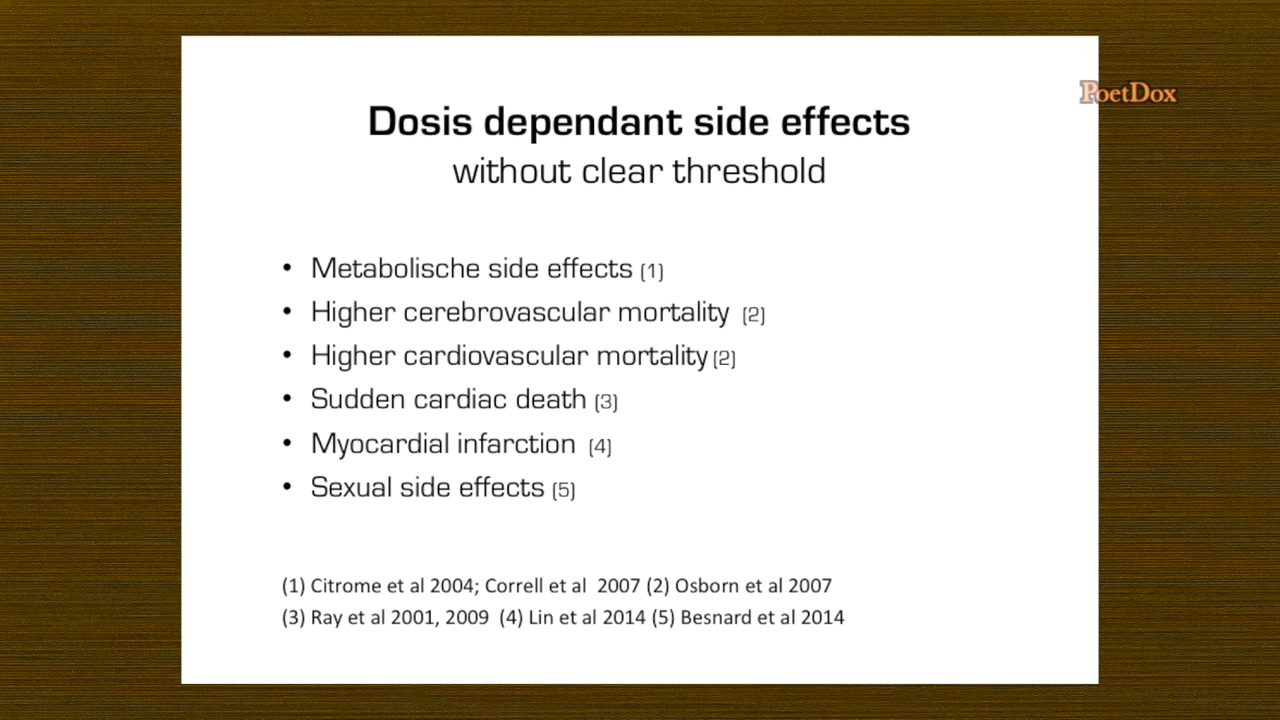 PoetDox
Dosis dependant side effects
without clear threshold
• Metabolische side effects (1)
• Higher cerebrovascular mortality (2)
• Higher cardiovascular mortality (2)
• Sudden cardiac death (3)
• Myocardial infarction (4)
• Sexual side effects (5)
(1) Citrome et al 2004; Correll et al 2007 (2) Osborn et al 2007
(3) Ray et al 2001, 2009 (4) Lin et al 2014 (5) Besnard et al 2014